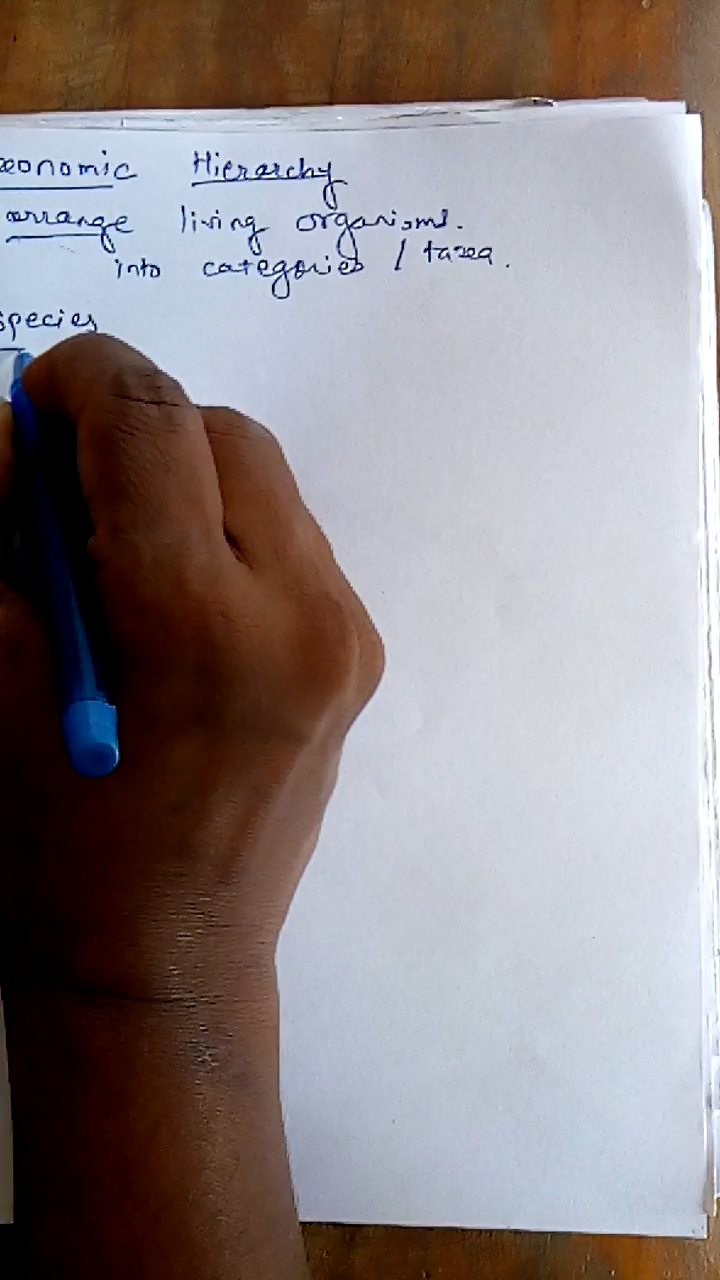 xonomic Hierarchy
arrange living organisms.
into categories / taxa.
species